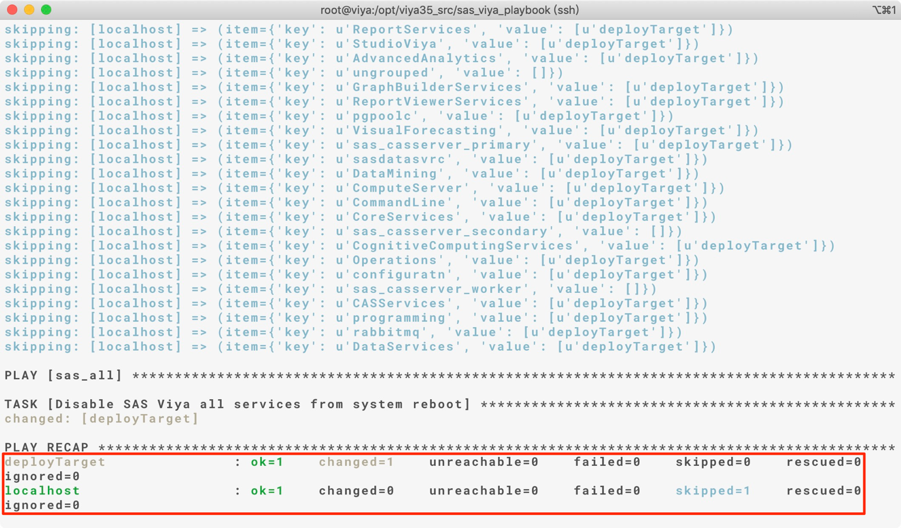 root@viya:/opt/viya35_src/sas_viya_playbook (ssh)
⌥⌘1
skipping: [localhost] => (item={'key': u'ReportServices', 'value': [u'deployTarget']})
skipping: [localhost] => (item={'key': u'StudioViya', 'value': [u'deployTarget']})
skipping: [localhost] => (item={'key': u'AdvancedAnalytics', 'value': [u'deployTarget']})
skipping: [localhost] => (item={'key': u'ungrouped', 'value': []})
skipping: [localhost] => (item={'key': u'GraphBuilderServices', 'value': [u'deployTarget']})
skipping: [localhost] => (item={'key': u'ReportViewerServices', 'value': [u'deployTarget']})
skipping: [localhost] => (item={'key': u'pgpoolc', 'value': [u'deployTarget']})
skipping: [localhost] => (item={'key': u'VisualForecasting', 'value': [u'deployTarget']})
skipping: [localhost] => (item={'key': u'sas_casserver_primary', 'value': [u'deployTarget']})
skipping: [localhost] => (item={'key': u'sasdatasvrc', 'value': [u'deployTarget']})
skipping: [localhost] => (item={'key': u'DataMining', 'value': [u'deployTarget']})
skipping: [localhost] => (item={'key': u'ComputeServer', 'value': [u'deployTarget']})
skipping: [localhost] => (item={'key': u'CommandLine', 'value': [u'deployTarget']})
skipping: [localhost] => (item={'key': u'CoreServices', 'value': [u'deployTarget']})
skipping: [localhost] => (item={'key': u'sas_casserver_secondary', 'value': []})
skipping: [localhost] => (item={'key': u'CognitiveComputingServices', 'value': [u'deployTarget']})
skipping: [localhost] => (item={'key': u'Operations', 'value': [u'deployTarget']})
skipping: [localhost] => (item={'key': u'configuratn', 'value': [u'deployTarget']})
skipping: [localhost] => (item={'key': u'sas_casserver_worker', 'value': []})
skipping: [localhost] => (item={'key': u'CASServices', 'value': [u'deployTarget']})
skipping: [localhost] => (item={'key': u'programming', 'value': [u'deployTarget']})
skipping: [localhost] => (item={'key': u'rabbitmq', 'value': [u'deployTarget']})
skipping: [localhost] => (item={'key': u'DataServices', 'value': [u'deployTarget']})
PLAY [sas_all] ******************************************************************************************
TASK [Disable SAS Viya all services from system reboot] *************************************************
changed: [deployTarget]
PLAY RECAP **********************************************************************************************
deployTarget : ok=1 changed=1 unreachable=0 failed=0 skipped=0 rescued=0
ignored=0
localhost : ok=1 changed=0 unreachable=0 failed=0 skipped=1 rescued=0
ignored=0